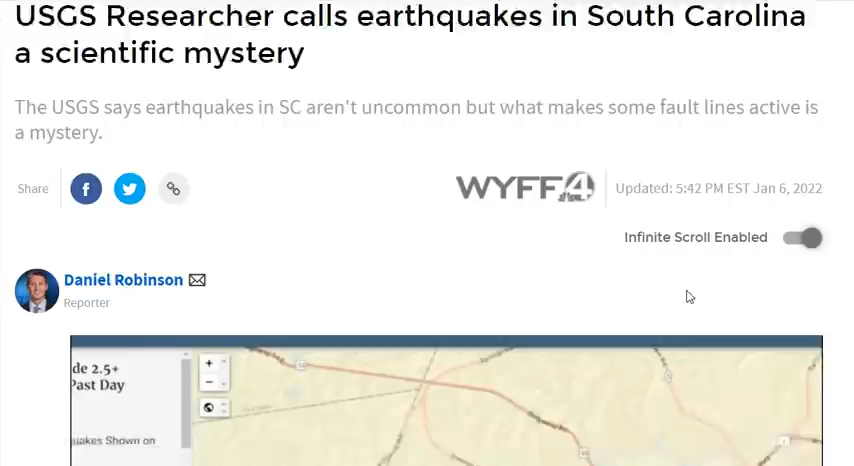 USGS Researcher calls earthquakes in South Carolina
a scientific mystery
The USGS says earthquakes in SC aren't uncommon but what makes some fault lines active is
a mystery.
Share
WYFF4
Updated: 5:42 PM EST Jan 6, 2022
Infinite Scroll Enabled
Daniel Robinson
Reporter
de 2.5+
Past Day
quakes Shown on